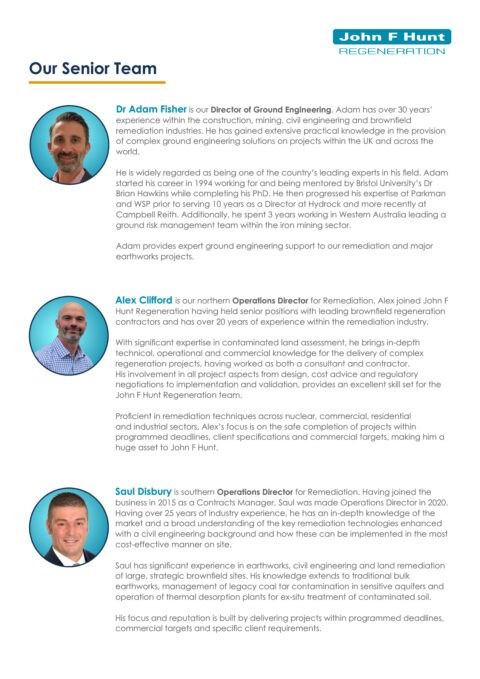 John F Hunt
REGENERATION
Our Senior Team
Dr Adam Fisher is our Director of Ground Engineering. Adam has over 30 years'
experience within the construction, mining, civil engineering and brownfield
remediation industries. He has gained extensive practical knowledge in the provision
of complex ground engineering solutions on projects within the UK and across the
world.
He is widely regarded as being one of the country's leading experts in his field. Adam
started his career in 1994 working for and being mentored by Bristol University's Dr
Brian Hawkins while completing his PhD. He then progressed his expertise at Parkman
and WSP prior to serving 10 years as a Director at Hydrock and more recently at
Campbell Reith. Additionally, he spent 3 years working in Western Australia leading a
ground risk management team within the iron mining sector.
Adam provides expert ground engineering support to our remediation and major
earthworks projects.
Alex Clifford is our northern Operations Director for Remediation. Alex joined John F
Hunt Regeneration having held senior positions with leading brownfield regeneration
contractors and has over 20 years of experience within the remediation industry.
With significant expertise in contaminated land assessment, he brings in-depth
technical, operational and commercial knowledge for the delivery of complex
regeneration projects, having worked as both a consultant and contractor.
His involvement in all project aspects from design, cost advice and regulatory
negotiations to implementation and validation, provides an excellent skill set for the
John F Hunt Regeneration team.
Proficient in remediation techniques across nuclear, commercial, residential
and industrial sectors, Alex's focus is on the safe completion of projects within
programmed deadlines, client specifications and commercial targets, making him a
huge asset to John F Hunt.
Saul Disbury is southern Operations Director for Remediation. Having joined the
business in 2015 as a Contracts Manager, Saul was made Operations Director in 2020.
Having over 25 years of industry experience, he has an in-depth knowledge of the
market and a broad understanding of the key remediation technologies enhanced
with a civil engineering background and how these can be implemented in the most
cost-effective manner on site.
Saul has significant experience in earthworks, civil engineering and land remediation
of large, strategic brownfield sites. His knowledge extends to traditional bulk
earthworks, management of legacy coal tar contamination in sensitive aquifers and
operation of thermal desorption plants for ex-situ treatment of contaminated soil.
His focus and reputation is built by delivering projects within programmed deadlines,
commercial targets and specific client requirements.